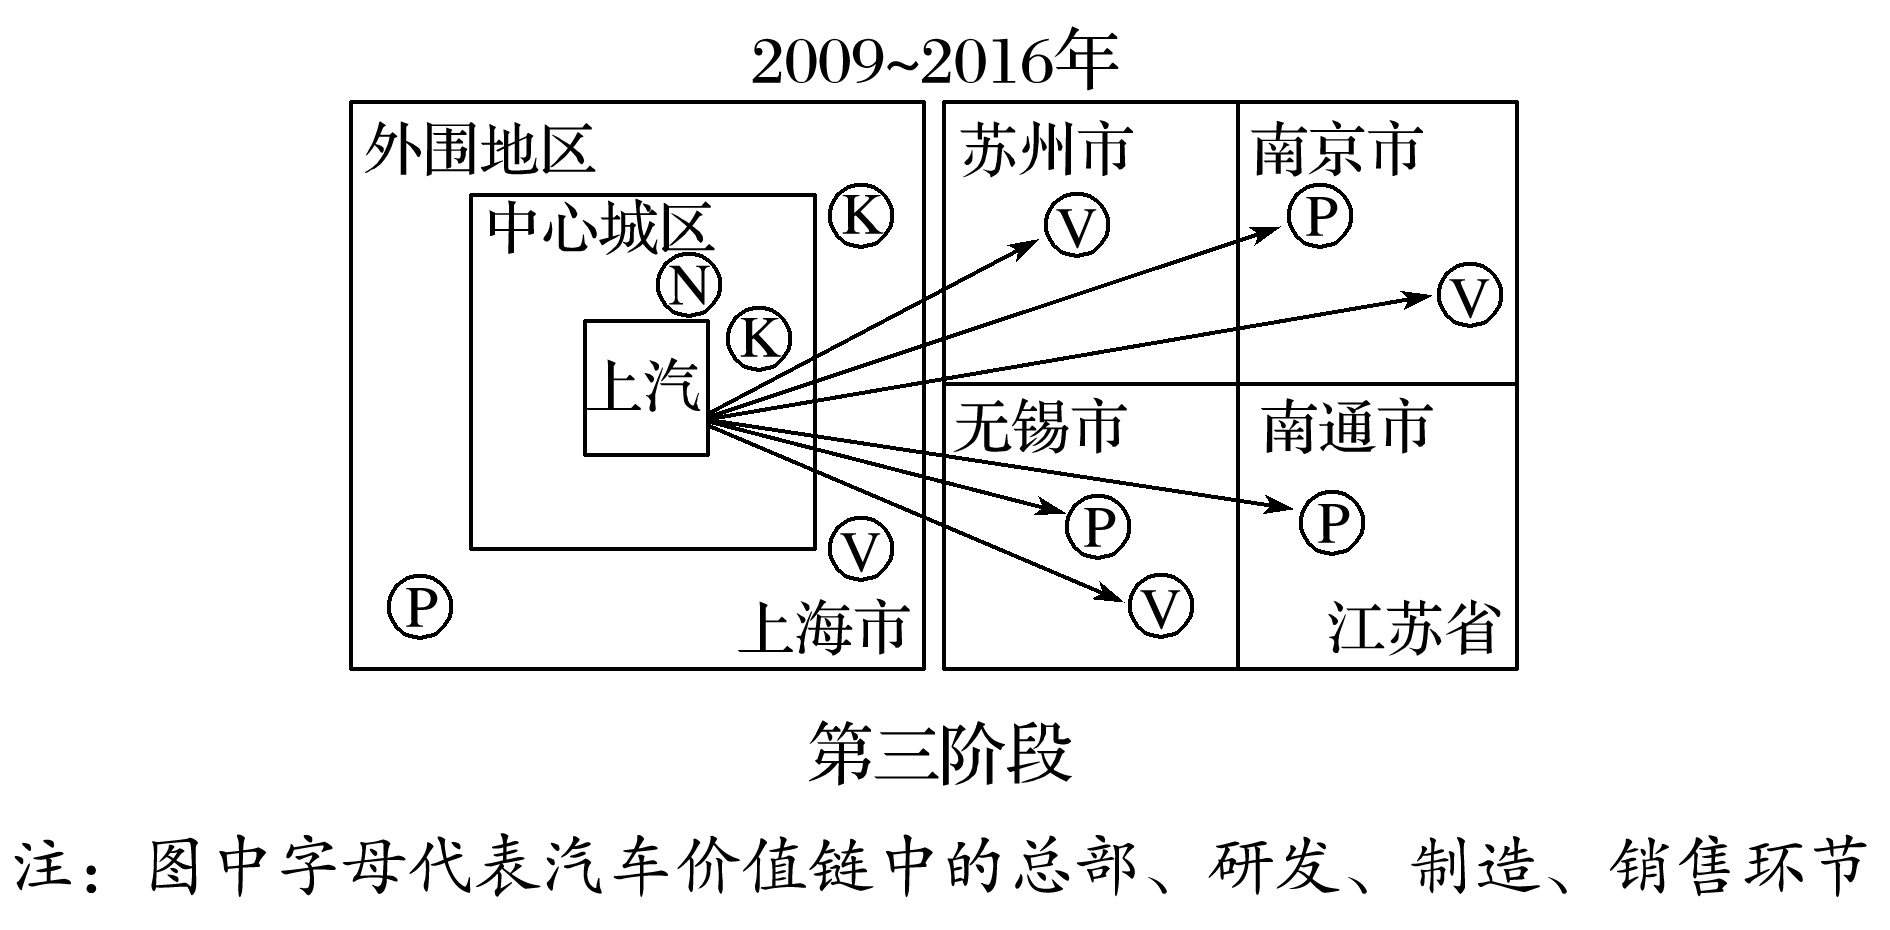 2009~2016年
外围地区
苏州市
南京市
中心城区
K
V
P
N
V
K
上汽
无锡市
南通市
P
P
V
V
P
上海市
江苏省
第三阶段
注：图中字母代表汽车价值链中的总部、研发、制造、销售环节